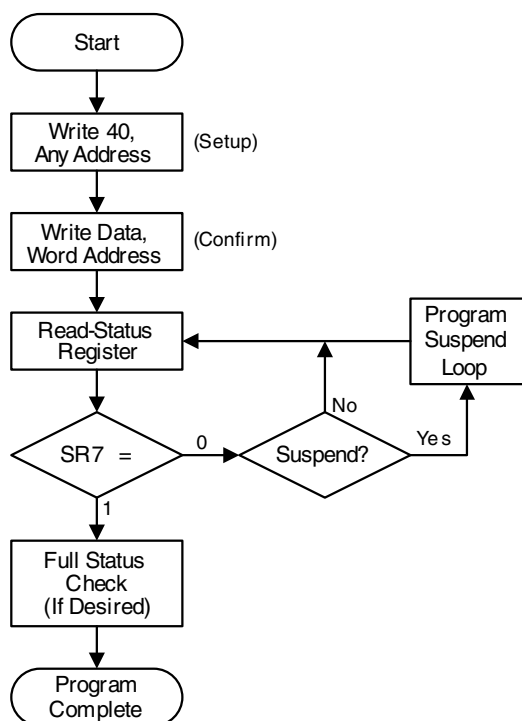 Start
Write 40,
Any Address
(Setup)
Write Data,
Word Address
(Confirm)
Read-Status
Register
Program
Suspend
Loop
No
SR7 =
0
Suspend?
Yes
1
Full Status
Check
(If Desired)
Program
Complete